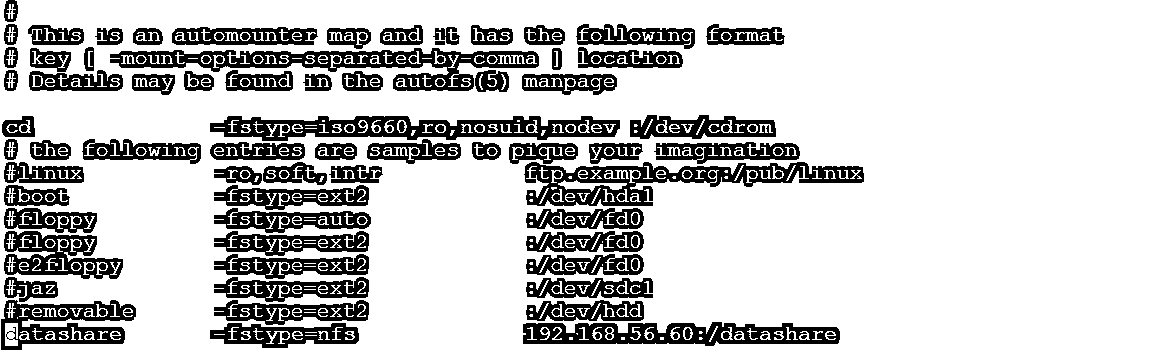 #
# This is an automounter map and it has the following format
# key [ -mount-options-separated-by-comma ] location
# Details may be found in the autofs(5) manpage
cd -fstype=iso9660,ro,nosuid,nodev :/dev/cdrom
# the following entries are samples to pique your imagination
#linux -ro,soft,intr ftp.example.org:/pub/linux
#boot -fstype=ext2 :/dev/hda1
#floppy -fstype=auto :/dev/fd0
#floppy -fstype=ext2 :/dev/fd0
#e2floppy -fstype=ext2 :/dev/fd0
#jaz -fstype=ext2 :/dev/sdc1
#removable -fstype=ext2 :/dev/hdd
datashare -fstype=nfs 192.168.56.60:/datashare